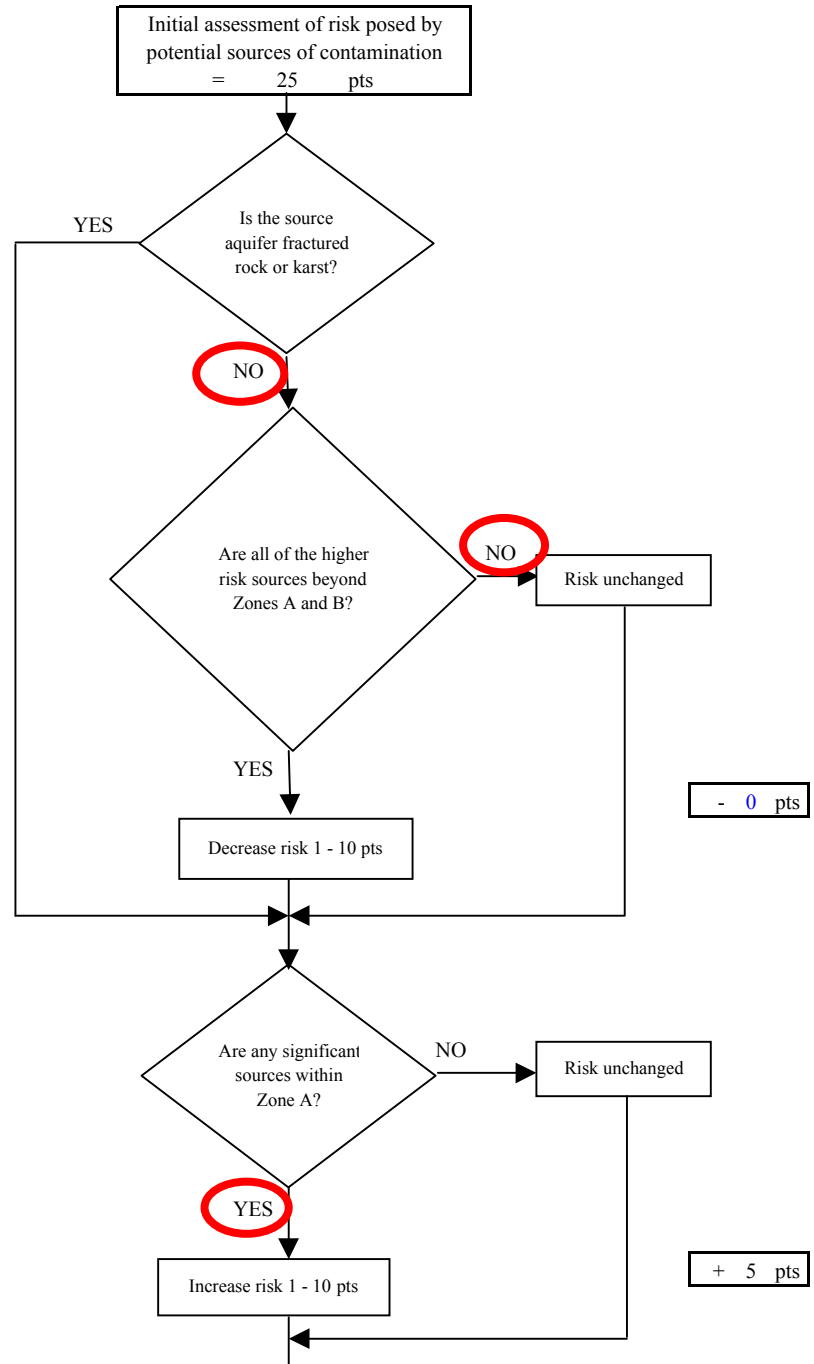 Initial assessment of risk posed by
potential sources of contamination
= 25 pts
YES
Is the source
aquifer fractured
rock or karst?
NO
Are all of the higher
risk sources beyond
Zones A and B?
NO
Risk unchanged
YES
- 0 pts
Decrease risk 1 - 10 pts
Are any significant
sources within
Zone A?
NO
Risk unchanged
YES
+ 5 pts
Increase risk 1 - 10 pts